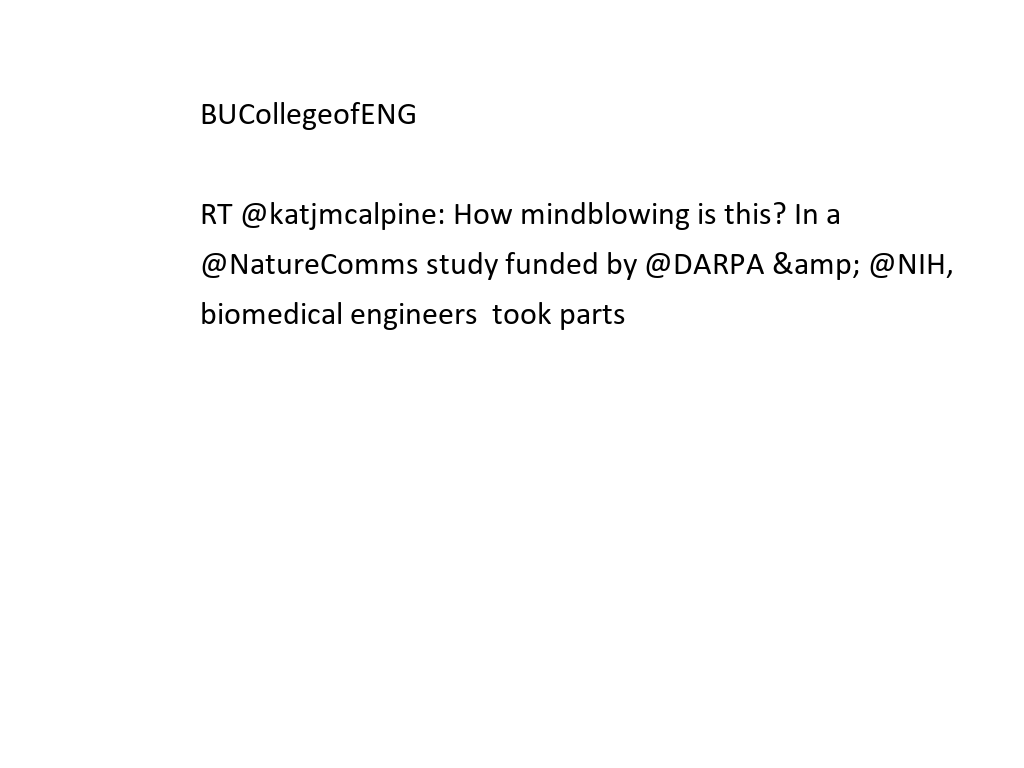 BUCollegeofENG
RT @katjmcalpine: How mindblowing is this? In a
@NatureComms study funded by @DARPA &amp; @NIH,
biomedical engineers  took parts